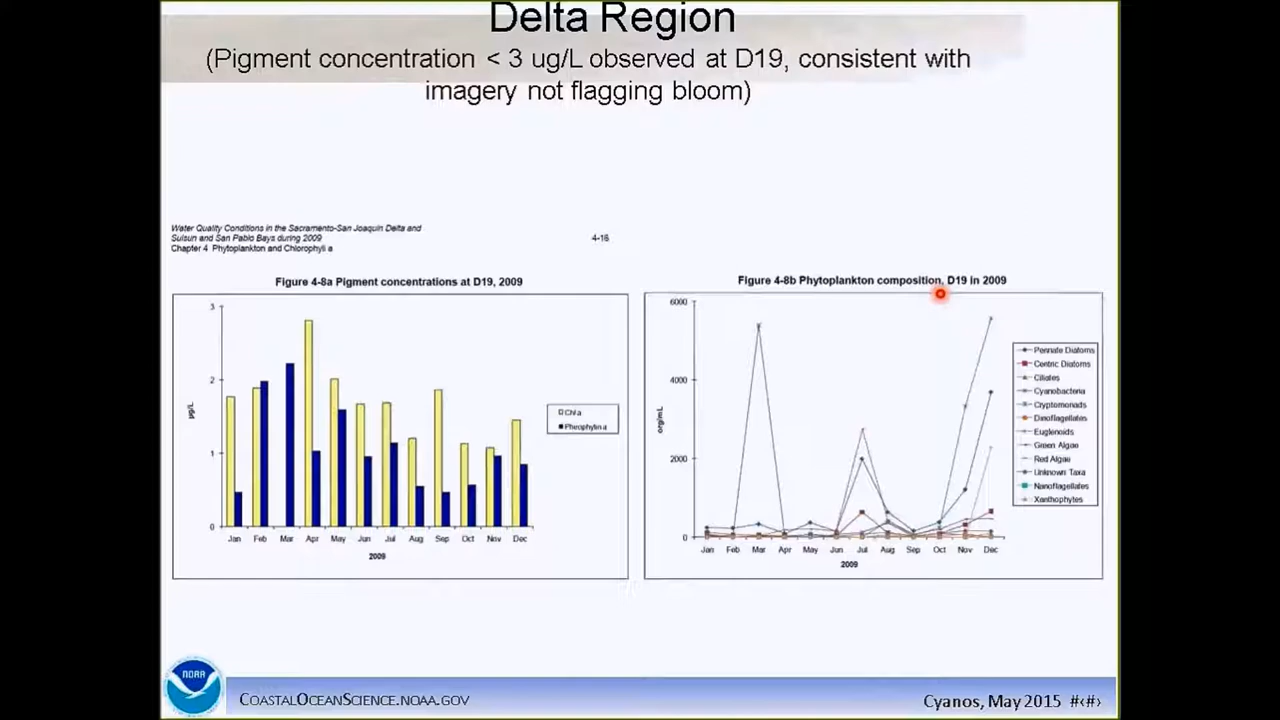 Delta Region
(Pigment concentration < 3 ug/L observed at D19, consistent with
imagery not flagging bloom)
Water Quality Conditions in the Sacramento-San Joaquin Delta and
Suisun and San Pablo Bays during 2009
4-16
Chapter 4 Phytoplankton and Chlorophyll a
Figure 4-8a Pigment concentrations at D19, 2009
3
2
1
0
µg/L
Jan Feb Mar Apr May Jun Jul Aug Sep Oct Nov Dec
2009
Chl a
Pheophytin a
Figure 4-8b Phytoplankton composition, D19 in 2009
6000
4000
2000
0
org/mL
Jan Feb Mar Apr May Jun Jul Aug Sep Oct Nov Dec
2009
Pennate Diatoms
Centric Diatoms
Ciliates
Cyanobacteria
Cryptomonads
Dinoflagellates
Euglenoids
Green Algae
Red Algae
Unknown Taxa
Nanoflagellates
Xanthophytes
NOAA
COASTALOCEANSCIENCE.NOAA.GOV
Cyanos, May 2015 #‹#›